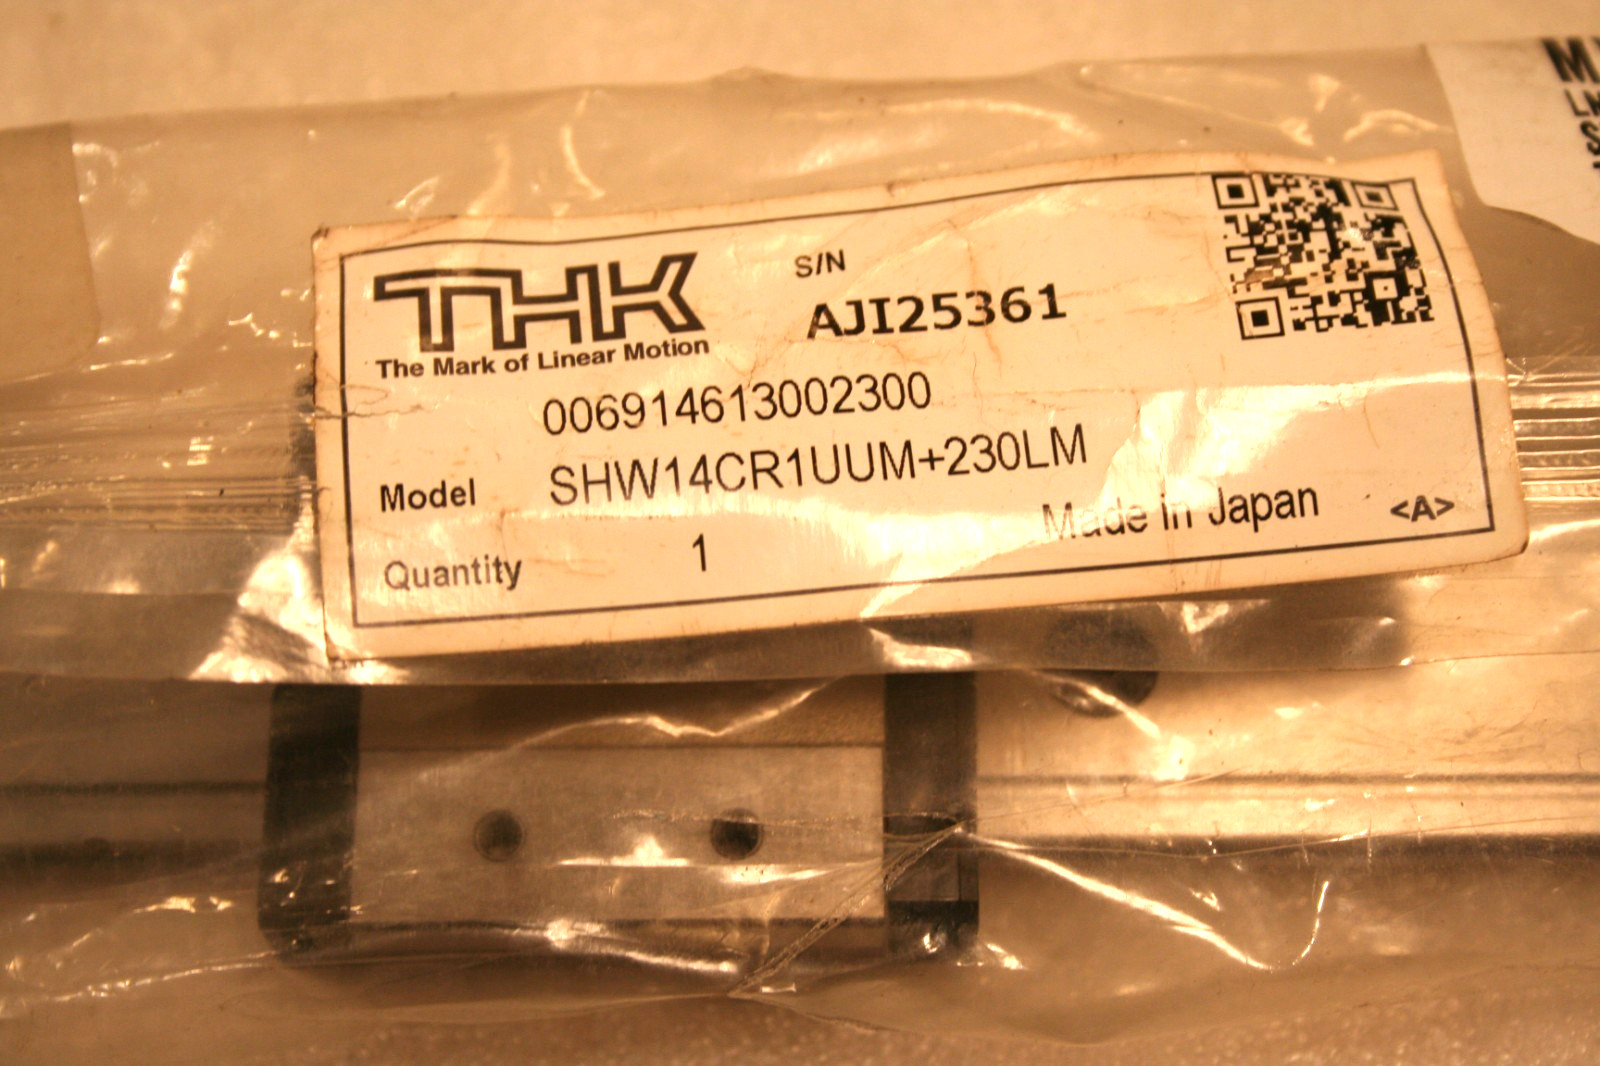 THK
The Mark of Linear Motion
S/N
AJI25361
006914613002300
Model SHW14CR1UUM+230LM
Quantity 1
Made in Japan <A>